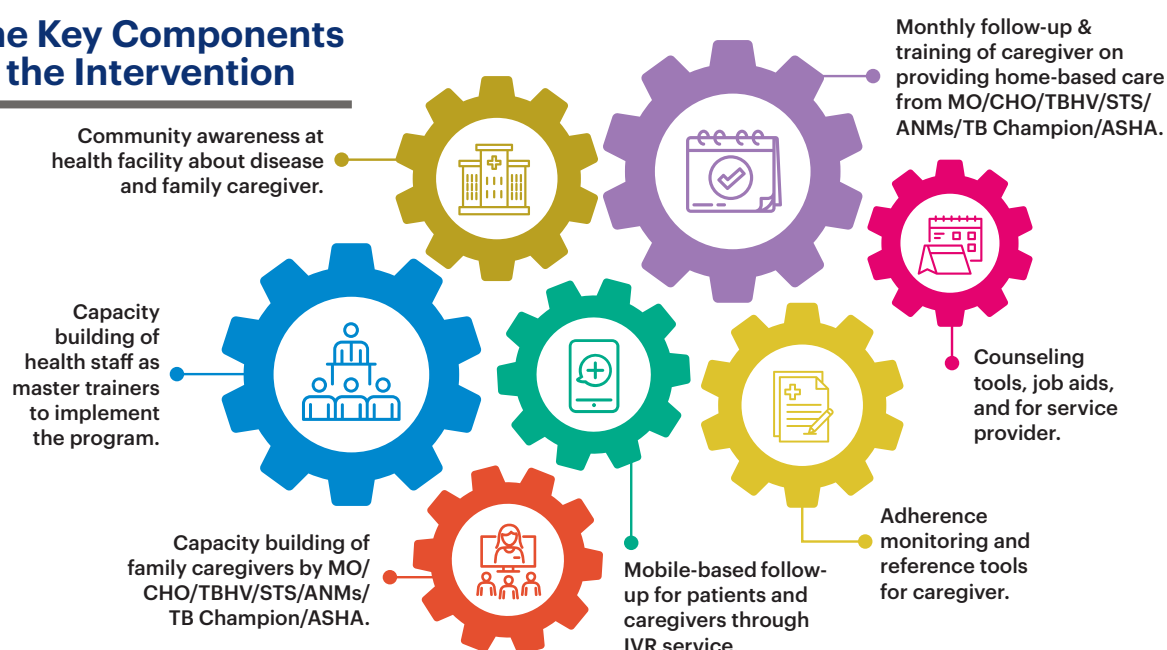 he Key Components
the Intervention
Community awareness at
health facility about disease
and family caregiver.
Monthly follow-up &
training of caregiver on
providing home-based care
from MO/CHO/TBHV/STS/
ANMs/TB Champion/ASHA.
Capacity
building of
health staff as
master trainers
to implement
the program.
Counseling
tools, job aids,
and for service
provider.
Capacity building of
family caregivers by MO/
CHO/TBHV/STS/ANMs/
TB Champion/ASHA.
Mobile-based follow-
up for patients and
caregivers through
IVR service
Adherence
monitoring and
reference tools
for caregiver.